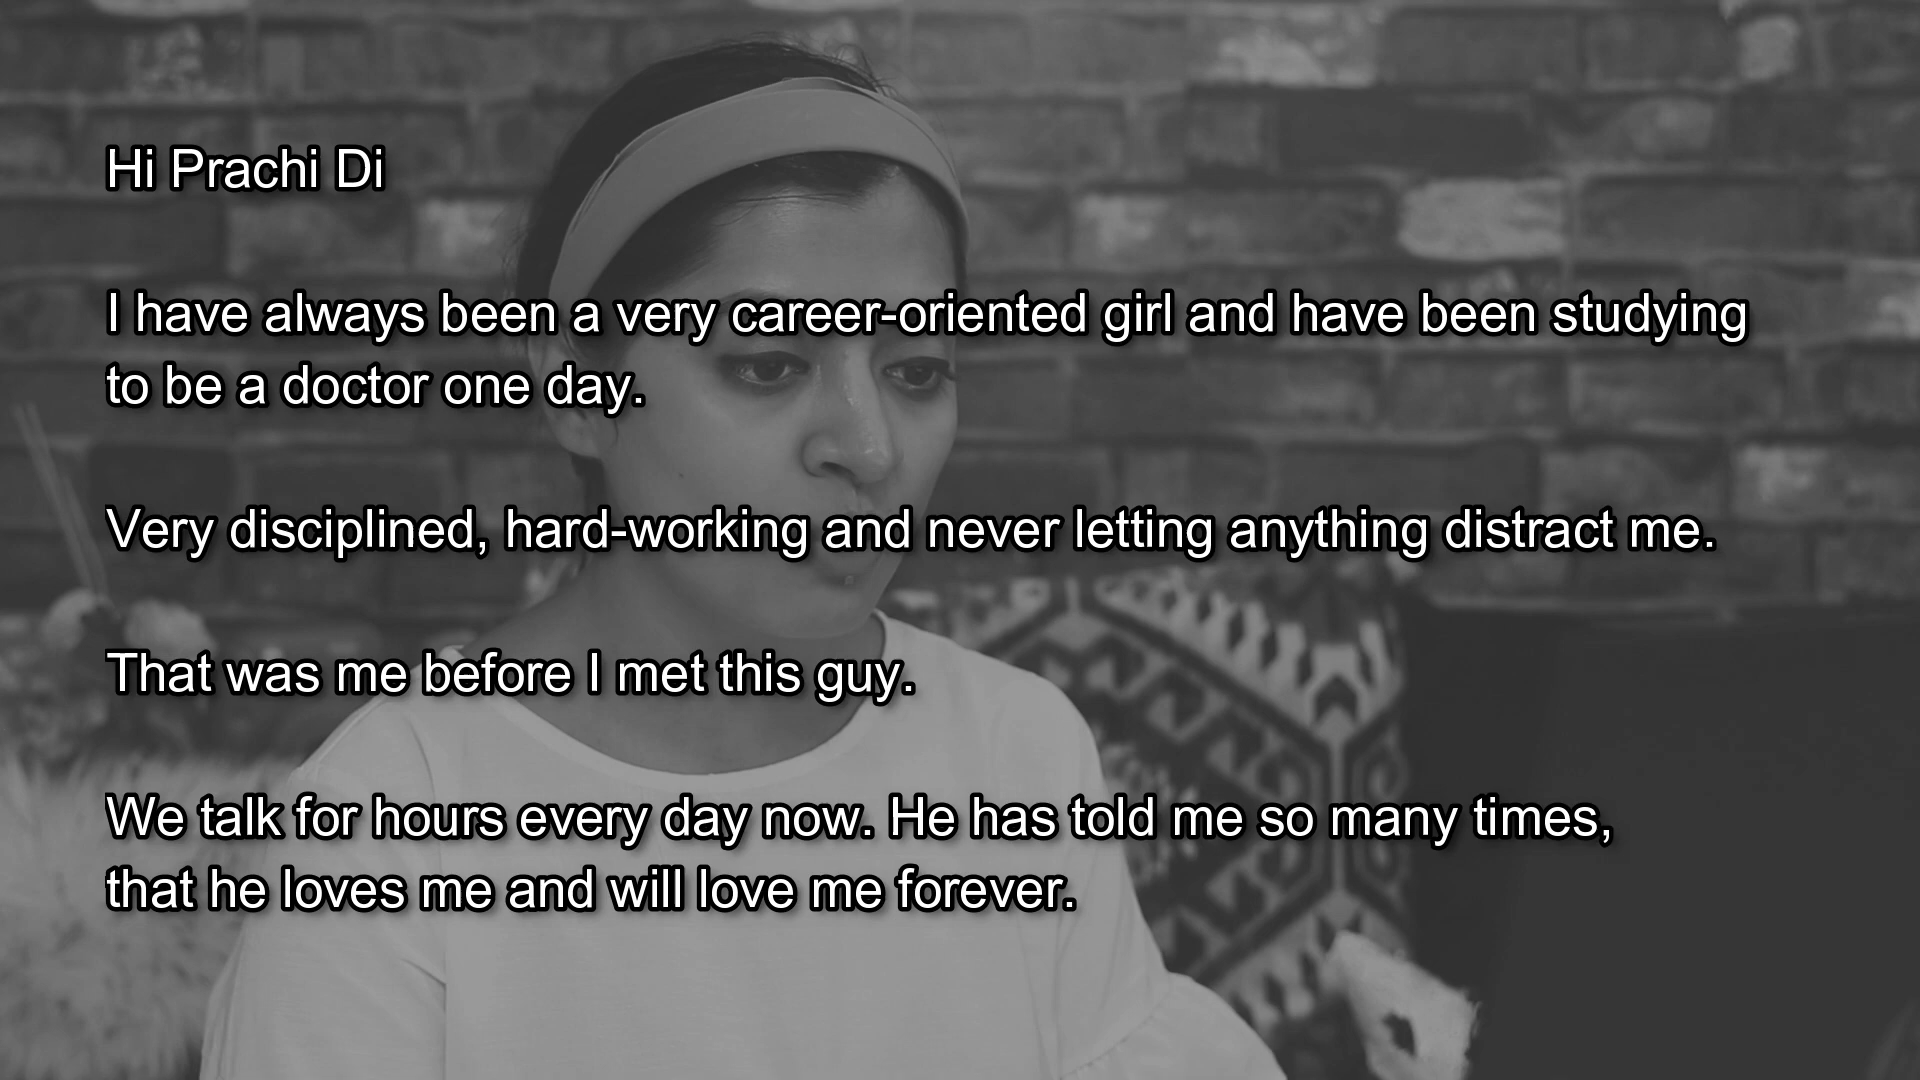 Hi Prachi Di
I have always been a very career-oriented girl and have been studying
to be a doctor one day.
Very disciplined, hard-working and never letting anything distract me.
That was me before I met this guy.
We talk for hours every day now. He has told me so many times,
that he loves me and will love me forever.